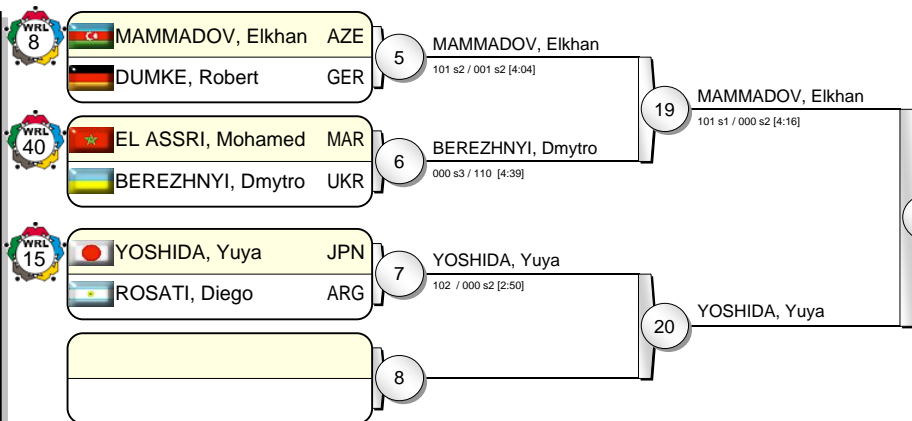 WRL
8
MAMMADOV, Elkhan AZE
DUMKE, Robert GER
5
MAMMADOV, Elkhan
101 s2 / 001 s2 [4:04]
19
MAMMADOV, Elkhan
101 s1 / 000 s2 [4:16]
WRL
40
EL ASSRI, Mohamed MAR
BEREZHNYI, Dmytro UKR
6
BEREZHNYI, Dmytro
000 s3 / 110 [4:39]
WRL
15
YOSHIDA, Yuya JPN
ROSATI, Diego ARG
7
YOSHIDA, Yuya
102 / 000 s2 [2:50]
20
YOSHIDA, Yuya
8